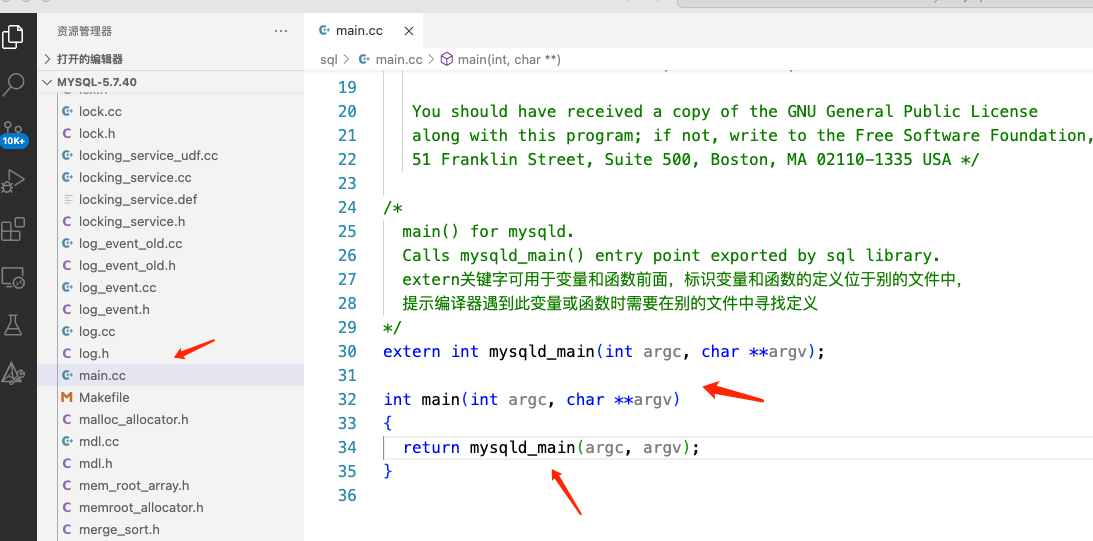 资源管理器
···
打开的编辑器
MYSQL-5.7.40
lock.cc
lock.h
locking_service_udf.cc
locking_service.cc
locking_service.def
locking_service.h
log_event_old.cc
log_event_old.h
log_event.cc
log_event.h
log.cc
log.h
main.cc
Makefile
malloc_allocator.h
mdl.cc
mdl.h
mem_root_array.h
memroot_allocator.h
merge_sort.h
10K+
main.cc
sql > main.cc > main(int, char **)
19
20 You should have received a copy of the GNU General Public License
21 along with this program; if not, write to the Free Software Foundation,
22 51 Franklin Street, Suite 500, Boston, MA 02110-1335 USA */
23
24 /*
25 main() for mysqld.
26 Calls mysqld_main() entry point exported by sql library.
27 extern关键字可用于变量和函数前面，标识变量和函数的定义位于别的文件中，
28 提示编译器遇到此变量或函数时需要在别的文件中寻找定义
29 */
30 extern int mysqld_main(int argc, char **argv);
31
32 int main(int argc, char **argv)
33 {
34 return mysqld_main(argc, argv);
35 }
36